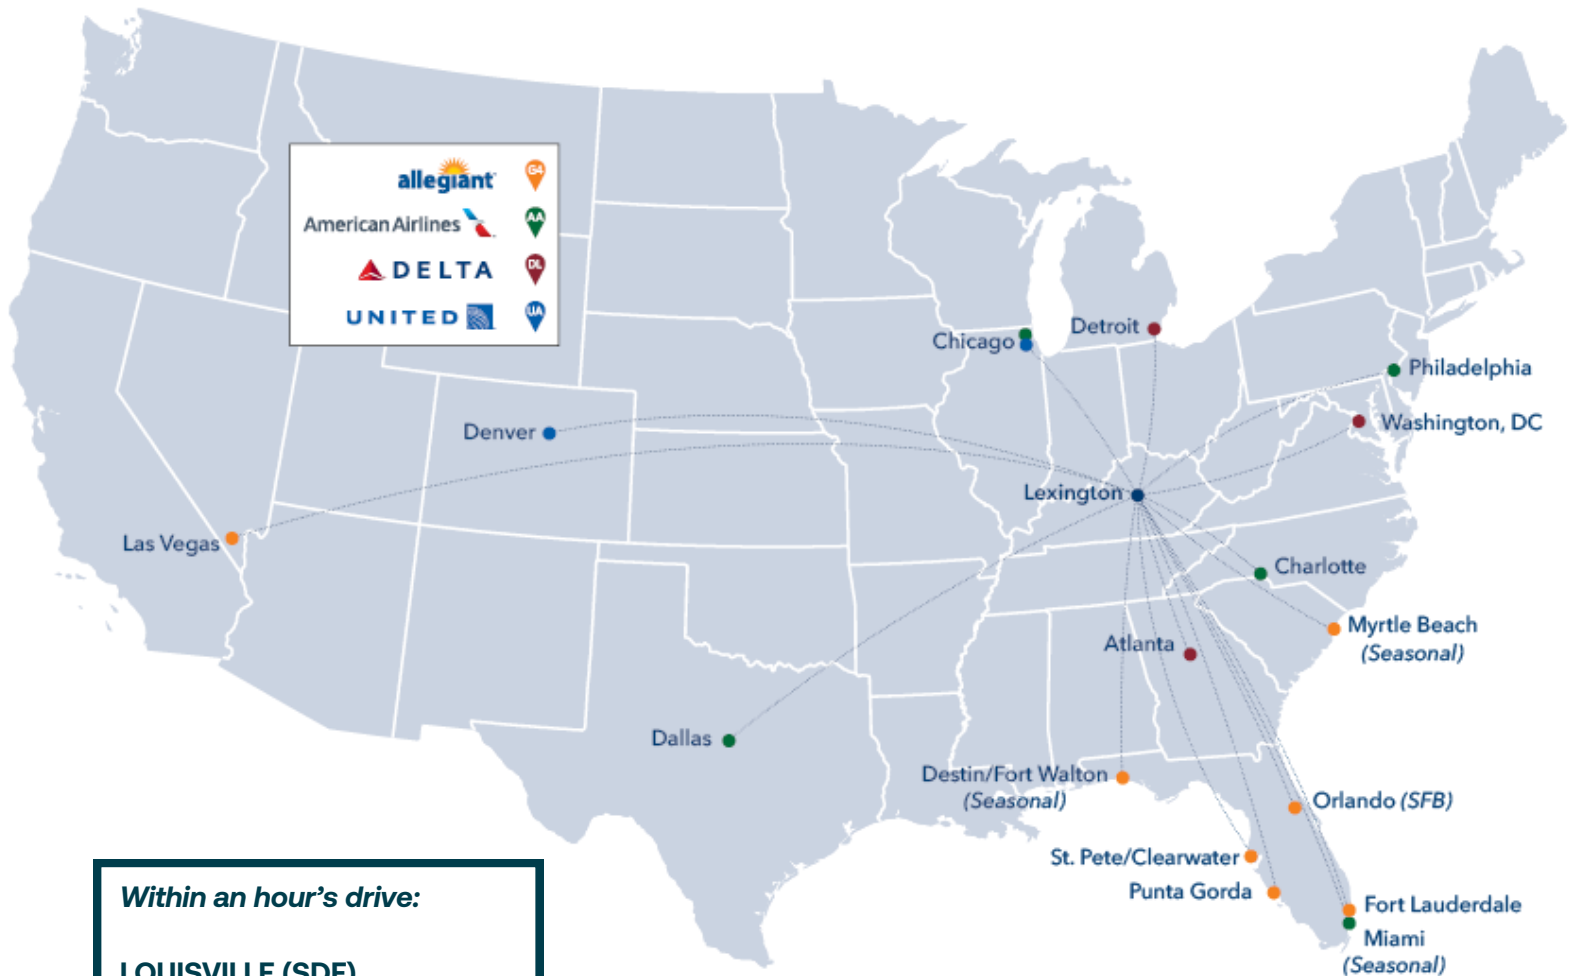 allegiant G4
American Airlines AA
DELTA DL
UNITED UA
Chicago
Detroit
Philadelphia
Washington, DC
Denver
Lexington
Las Vegas
Charlotte
Myrtle Beach
(Seasonal)
Atlanta
Dallas
Destin/Fort Walton
(Seasonal)
Orlando (SFB)
St. Pete/Clearwater
Punta Gorda
Fort Lauderdale
Miami
(Seasonal)
Within an hour's drive:
LOUISVILLE (SDF)